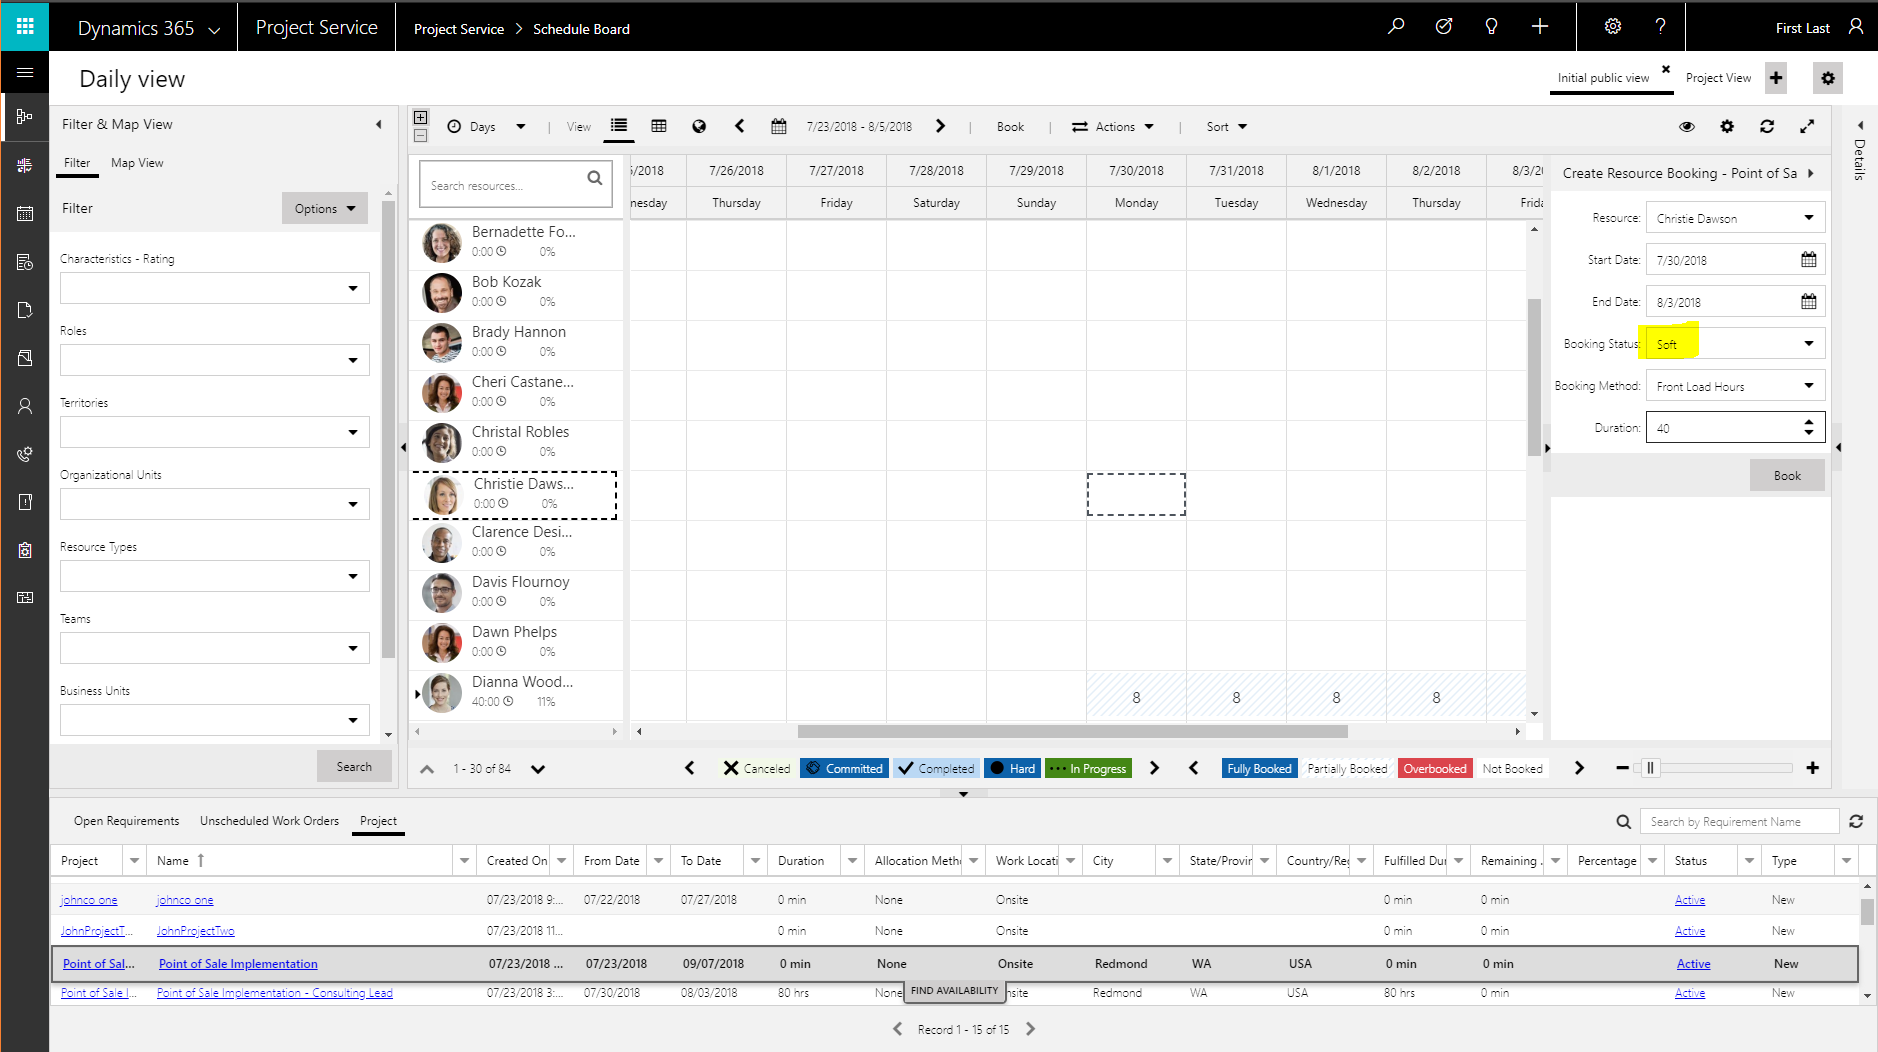 Dynamics 365
Project Service
Project Service > Schedule Board
?
First Last
Daily view
Initial public view
Project View
Filter & Map View
Filter
Map View
Filter
Options
Characteristics - Rating
Roles
Territories
Organizational Units
Resource Types
Teams
Business Units
Search
Days
View
7/23/2018 - 8/5/2018
Book
Actions
Sort
Details
Search resources...
5/2018
7/26/2018
7/27/2018
7/28/2018
7/29/2018
7/30/2018
7/31/2018
8/1/2018
8/2/2018
8/3/20
nesday
Thursday
Friday
Saturday
Sunday
Monday
Tuesday
Wednesday
Thursday
Frida
Bernadette Fo...
0:00 0%
Bob Kozak
0:00 0%
Brady Hannon
0:00 0%
Cheri Castane...
0:00 0%
Christal Robles
0:00 0%
Christie Daws...
0:00 0%
Clarence Desi...
0:00 0%
Davis Flournoy
0:00 0%
Dawn Phelps
0:00 0%
Dianna Wood...
40:00 11%
8 8 8 8
Create Resource Booking - Point of Sa
Resource: Christie Dawson
Start Date: 7/30/2018
End Date: 8/3/2018
Booking Status: Soft
Booking Method: Front Load Hours
Duration: 40
Book
1 - 30 of 84
Canceled
Committed
Completed
Hard
In Progress
Fully Booked
Partially Booked
Overbooked
Not Booked
Open Requirements
Unscheduled Work Orders
Project
Search by Requirement Name
Project Name ↑ Created On From Date To Date Duration Allocation Meth Work Locati City State/Provir Country/Reg Fulfilled Dur Remaining . Percentage Status Type
johnco one johnco one 07/23/2018 9:... 07/22/2018 07/27/2018 0 min None Onsite 0 min 0 min Active New
JohnProjectT... JohnProjectTwo 07/23/2018 11... 0 min None Onsite 0 min 0 min Active New
Point of Sal... Point of Sale Implementation 07/23/2018 ... 07/23/2018 09/07/2018 0 min None Onsite Redmond WA USA 0 min 0 min Active New
Point of Sale I... Point of Sale Implementation - Consulting Lead 07/23/2018 3:... 07/30/2018 08/03/2018 80 hrs None nsite Redmond WA USA 80 hrs 0 min Active New
FIND AVAILABILITY
Record 1 - 15 of 15